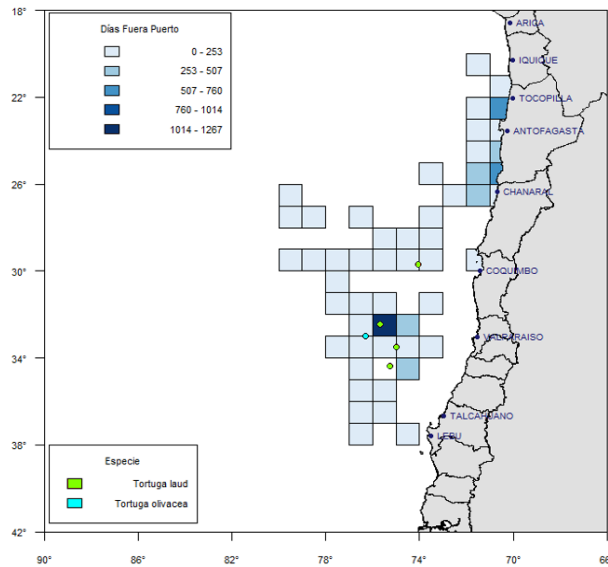 18°
ARICA
Días Fuera Puerto
0 - 253
IQUIQUE
253 - 507
507 - 760
22°
TOCOPILLA
760 - 1014
1014 - 1267
ANTOFAGASTA
26°
CHANARAL
30°
COQUIMBO
34°
VALPARAISO
TALCAHUANO
38°
LEBU
Especie
Tortuga laud
Tortuga olivacea
42°
90°
82°
78°
74°
70°
66